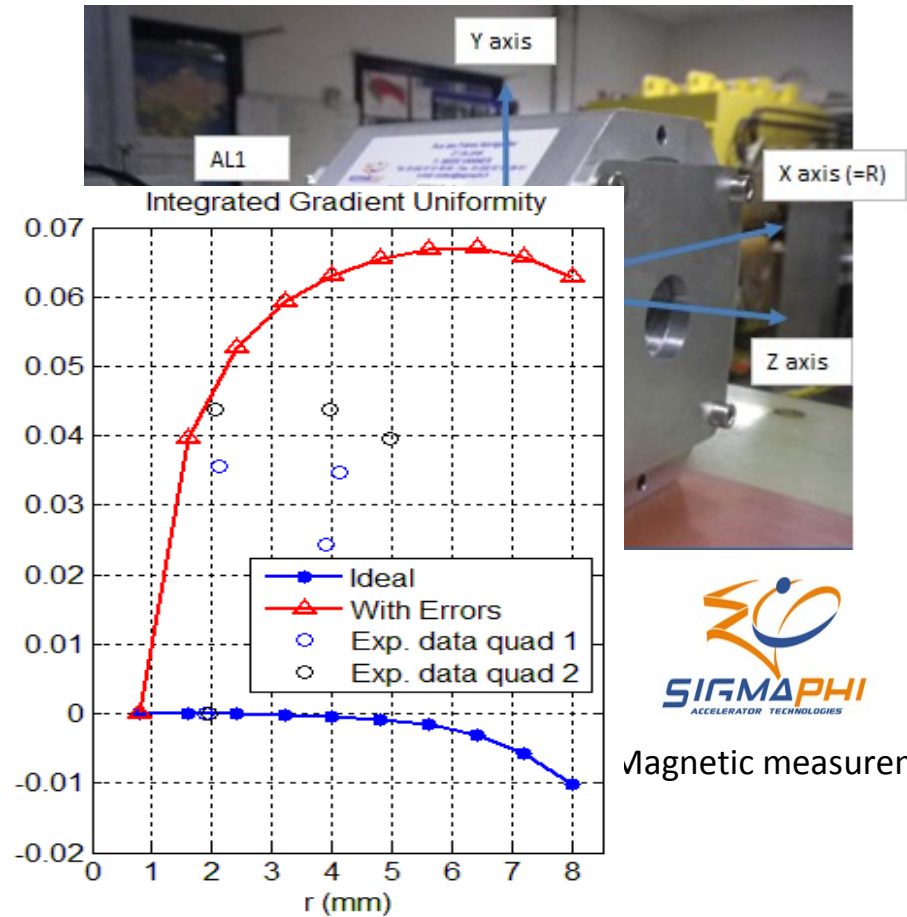 Y axis
AL1
X axis (=R)
Z axis
Integrated Gradient Uniformity
0.07
0.06
0.05
0.04
0.03
0.02
0.01
0
-0.01
-0.02
0 1 2 3 4 5 6 7 8
r (mm)
Ideal
With Errors
Exp. data quad 1
Exp. data quad 2
SIGMAPHI
ACCELERATOR TECHNOLOGIES
Magnetic measurem